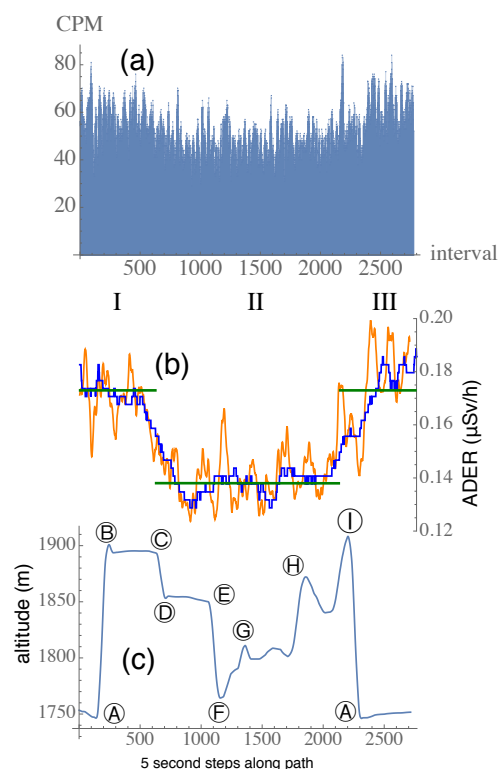 CPM
(a)
80
60
40
20
interval
500 1000 1500 2000 2500
I II III
(b)
0.20
0.18
0.16
0.14
0.12
ADER (μSv/h)
B C I
1900
D E H
1850
altitude (m)
G
1800
(c)
A F A
1750
0 500 1000 1500 2000 2500
5 second steps along path